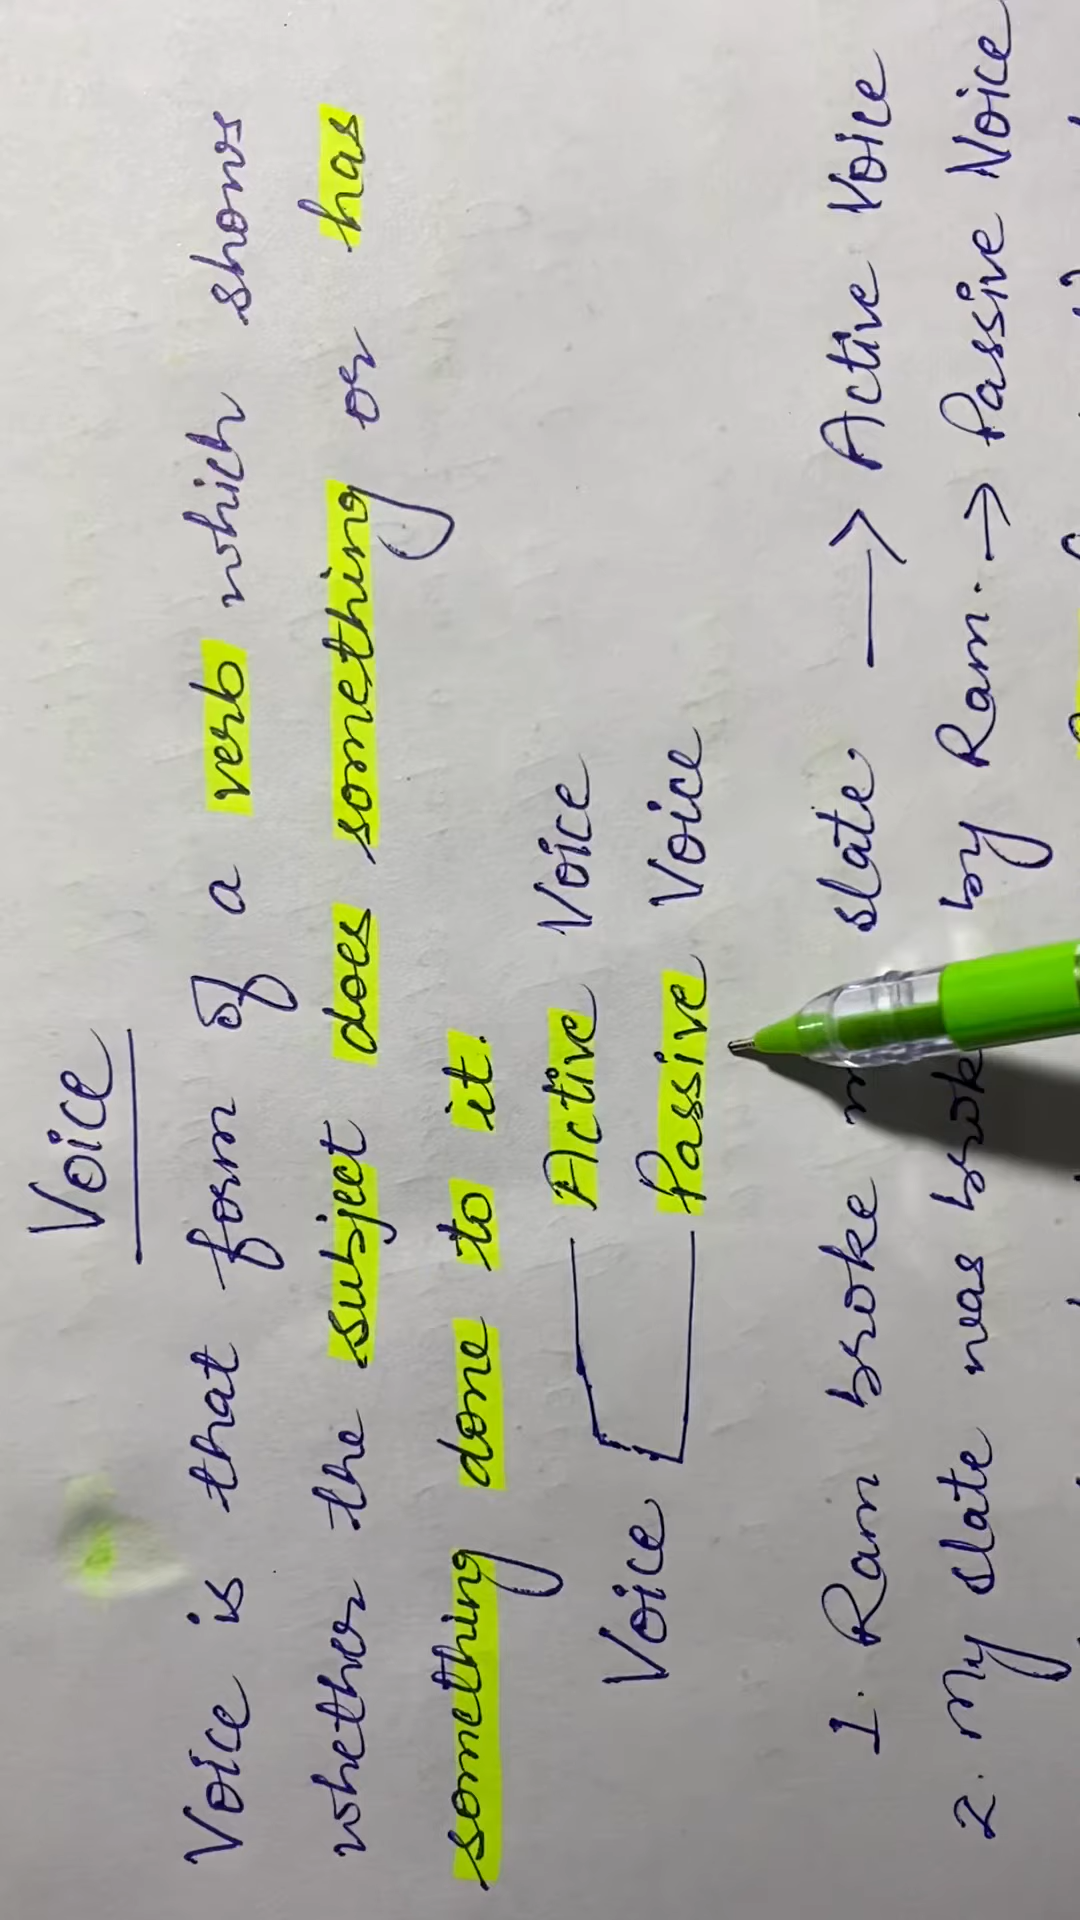 Voice
Voice is that form of a verb which shows
whether the subject does something or has
something done to it.
Voice Active Voice
Passive Voice
1. Ram broke slate → Active Voice
2. My slate was by Ram. → Passive Voice